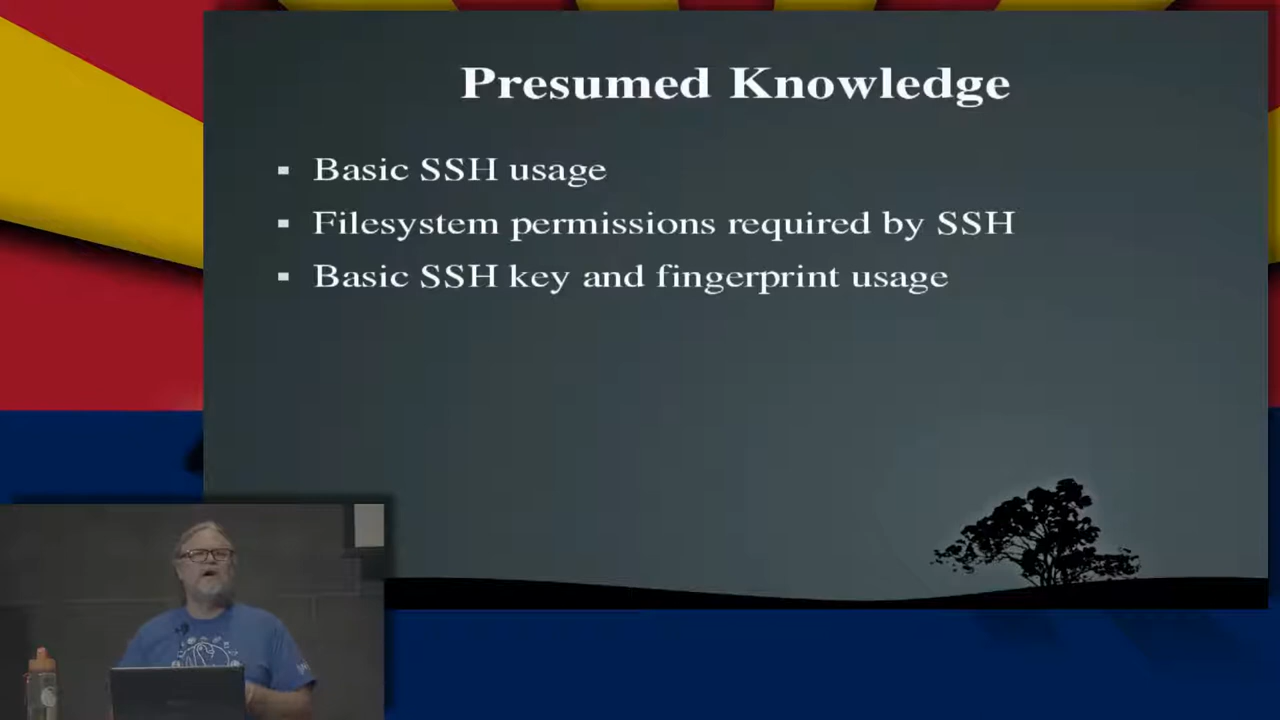 Presumed Knowledge
Basic SSH usage
Filesystem permissions required by SSH
Basic SSH key and fingerprint usage